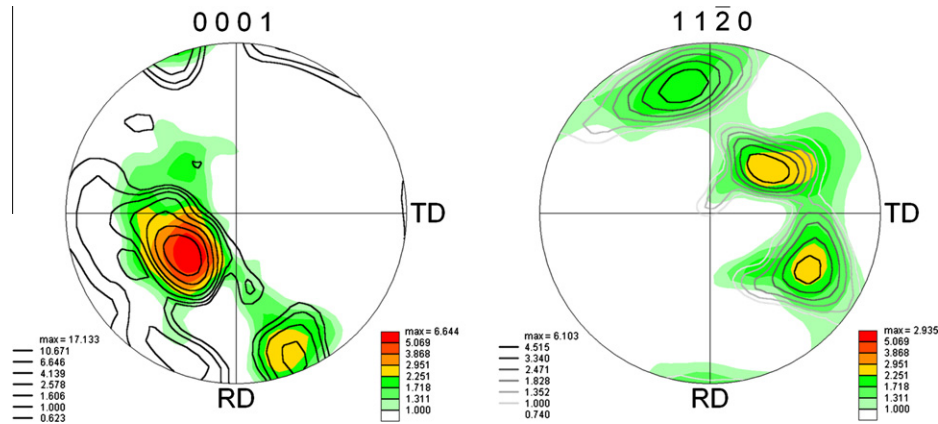 0 0 0 1
1 1 2̅ 0
TD
TD
RD
RD
max = 17.133
10.671
6.646
4.139
2.578
1.606
1.000
0.623
max = 6.644
5.069
3.868
2.951
2.251
1.718
1.311
1.000
max = 6.103
4.515
3.340
2.471
1.828
1.352
1.000
0.740
max = 2.935
5.069
3.868
2.951
2.251
1.718
1.311
1.000